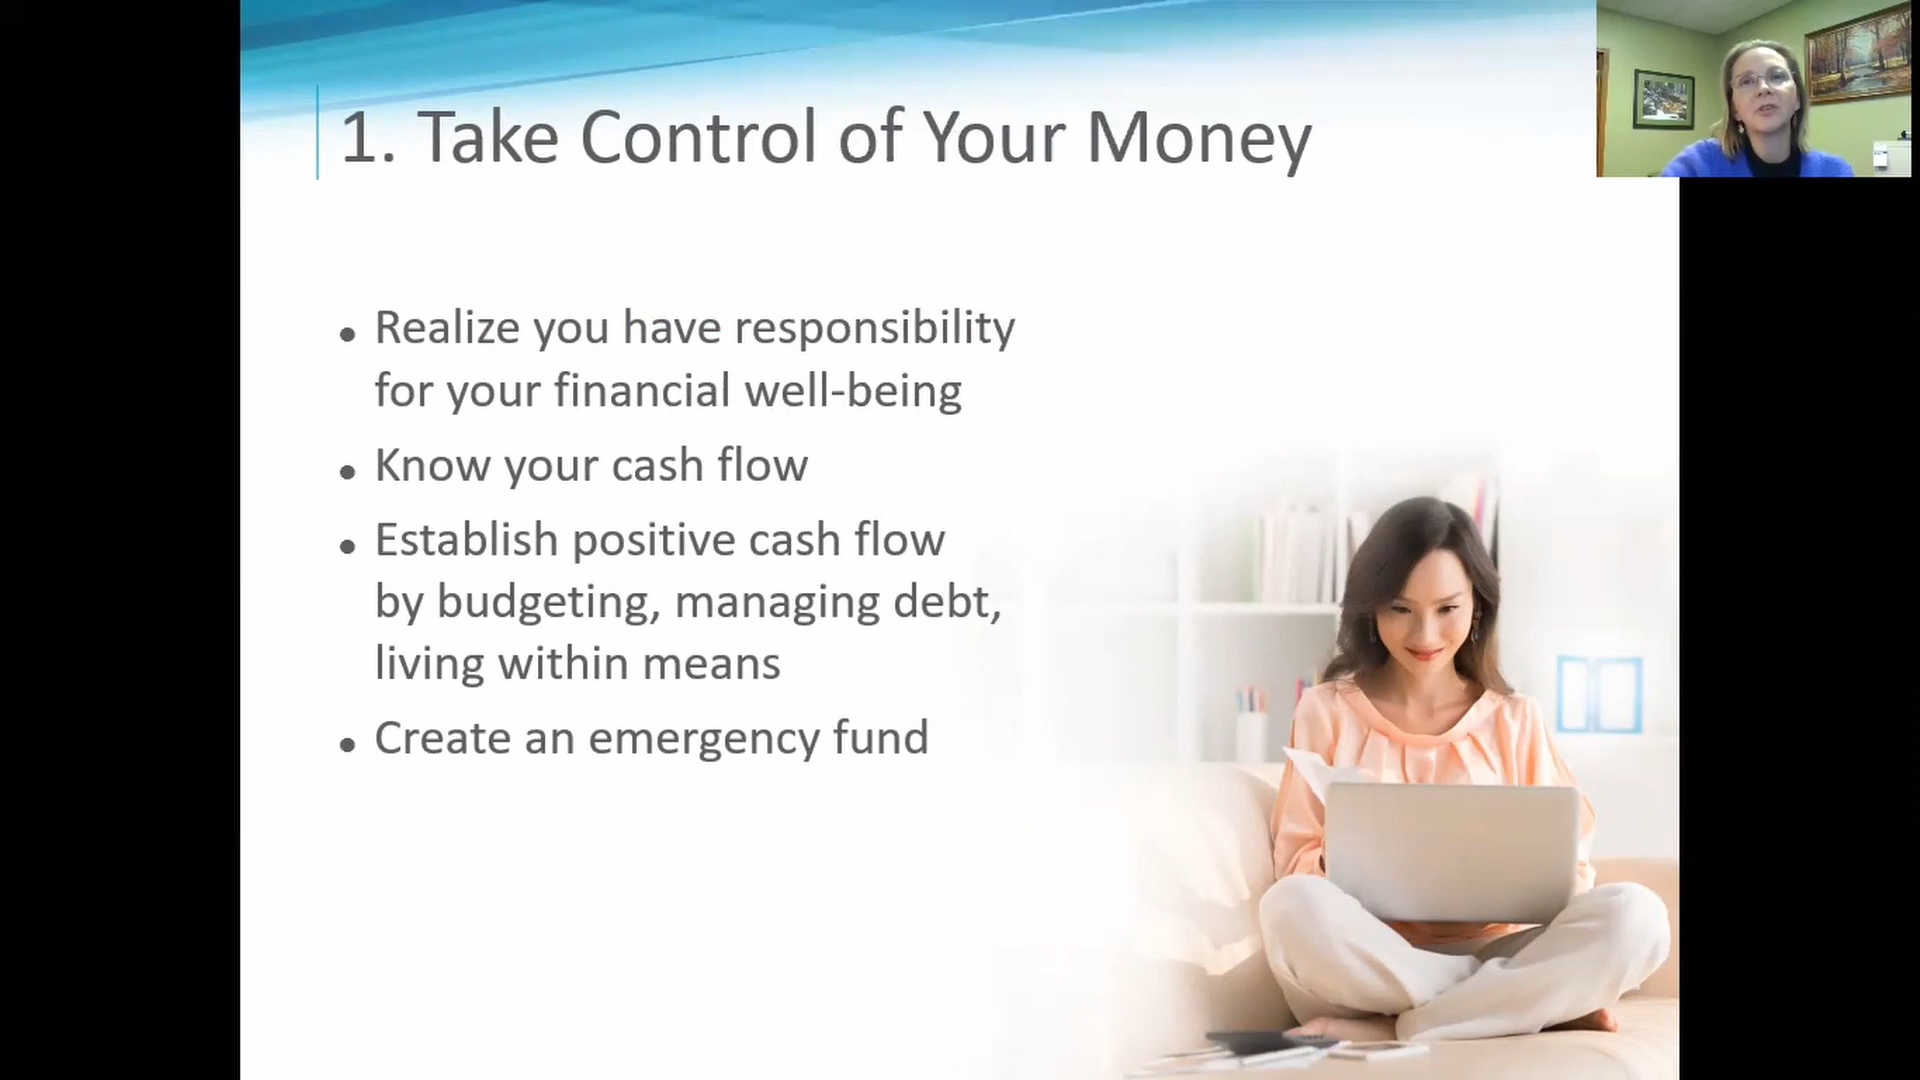 1. Take Control of Your Money
• Realize you have responsibility
for your financial well-being
• Know your cash flow
• Establish positive cash flow
by budgeting, managing debt,
living within means
• Create an emergency fund